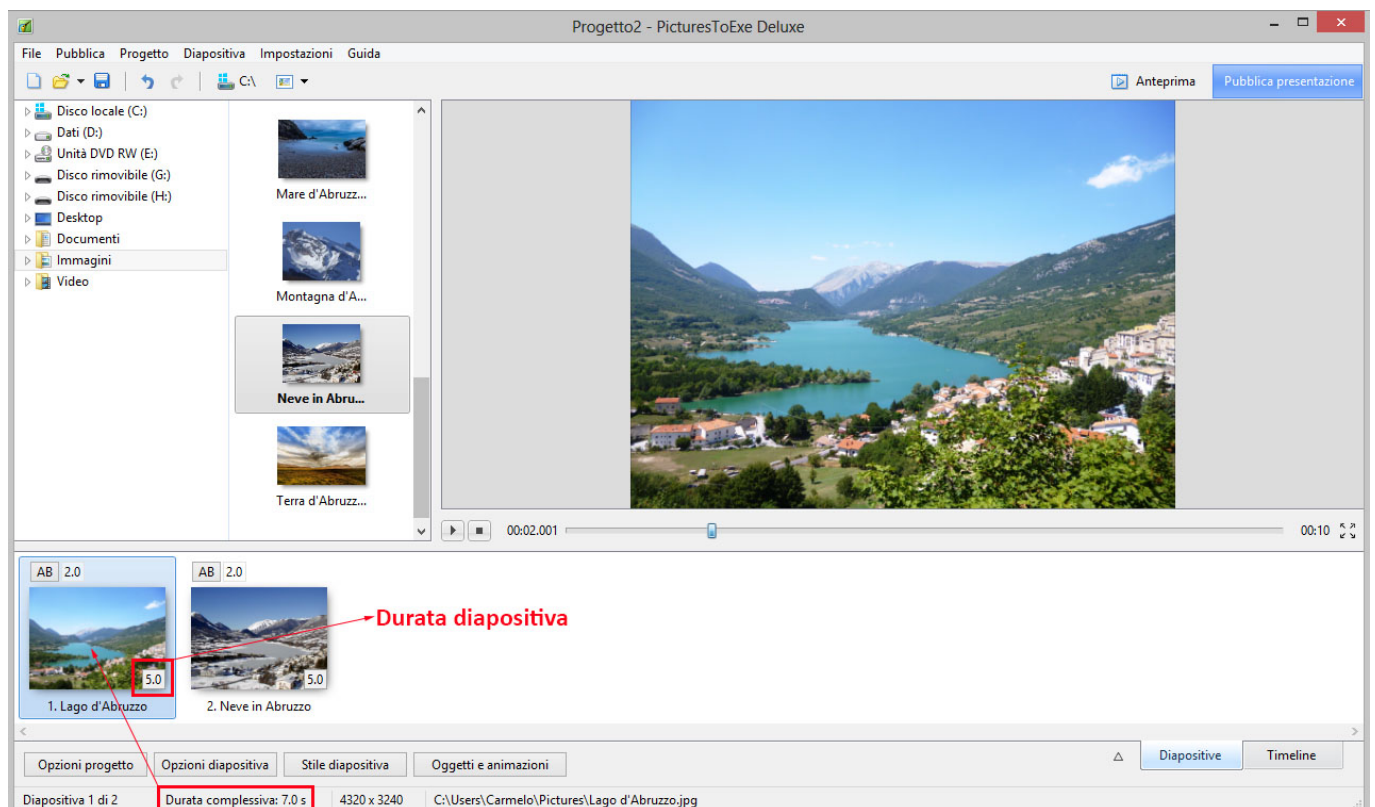 Progetto2 - PicturesToExe Deluxe
File Pubblica Progetto Diapositiva Impostazioni Guida
C:\ Anteprima Pubblica presentazione
Disco locale (C:)
Dati (D:)
Unità DVD RW (E:)
Disco rimovibile (G:)
Disco rimovibile (H:)
Desktop
Documenti
Immagini
Video
Mare d'Abruzz...
Montagna d'A...
Neve in Abru...
Terra d'Abruzz...
00:02.001 00:10
AB 2.0 AB 2.0
Durata diapositiva
5.0 5.0
1. Lago d'Abruzzo 2. Neve in Abruzzo
Opzioni progetto Opzioni diapositiva Stile diapositiva Oggetti e animazioni Diapositive Timeline
Diapositiva 1 di 2 Durata complessiva: 7.0 s 4320 x 3240 C:\Users\Carmelo\Pictures\Lago d'Abruzzo.jpg